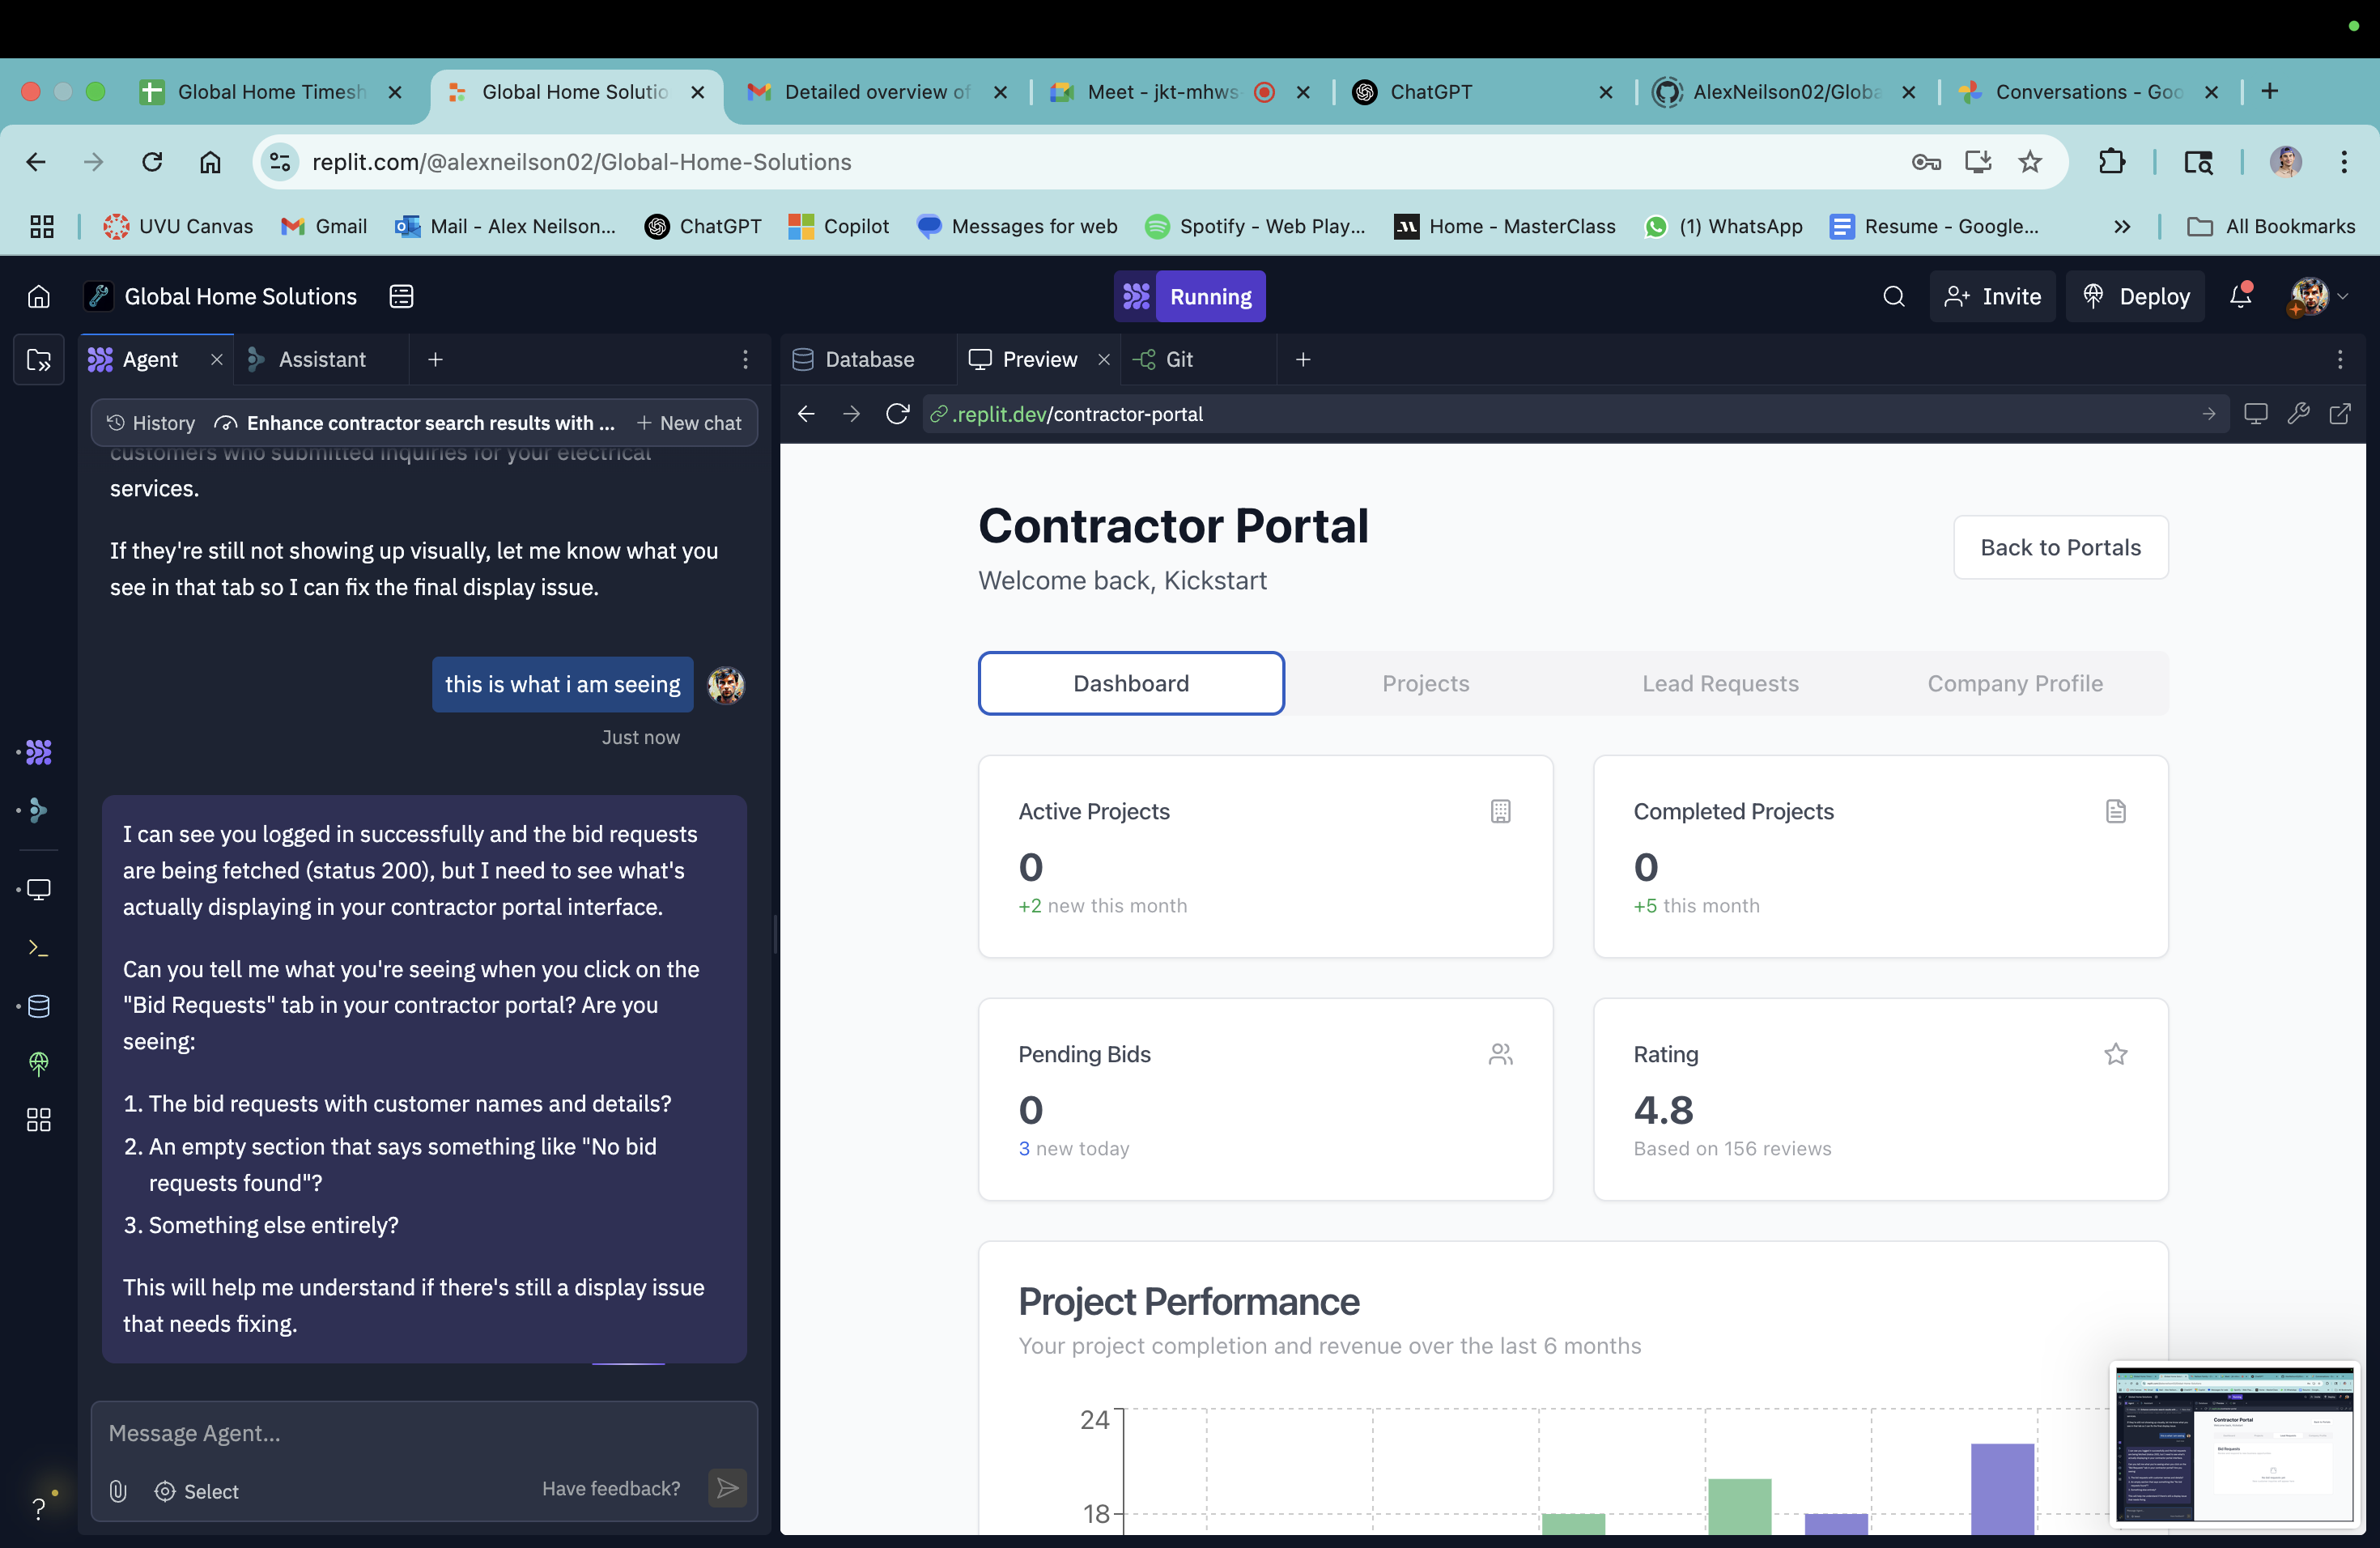 Global Home Timesh
Global Home Solutio
Detailed overview of
Meet - jkt-mhws
ChatGPT
AlexNeilson02/Globa
Conversations - Goo
replit.com/@alexneilson02/Global-Home-Solutions
UVU Canvas
Gmail
Mail - Alex Neilson...
ChatGPT
Copilot
Messages for web
Spotify - Web Play...
Home - MasterClass
(1) WhatsApp
Resume - Google...
All Bookmarks
Global Home Solutions
Running
Invite
Deploy
Agent
Assistant
Database
Preview
Git
History
Enhance contractor search results with ...
New chat
.replit.dev/contractor-portal
customers who submitted inquiries for your electrical
services.
If they're still not showing up visually, let me know what you
see in that tab so I can fix the final display issue.
this is what i am seeing
Just now
I can see you logged in successfully and the bid requests
are being fetched (status 200), but I need to see what's
actually displaying in your contractor portal interface.
Can you tell me what you're seeing when you click on the
"Bid Requests" tab in your contractor portal? Are you
seeing:
1. The bid requests with customer names and details?
2. An empty section that says something like "No bid
requests found"?
3. Something else entirely?
This will help me understand if there's still a display issue
that needs fixing.
Message Agent...
Select
Have feedback?
?
Contractor Portal
Welcome back, Kickstart
Back to Portals
Dashboard
Projects
Lead Requests
Company Profile
Active Projects
0
+2 new this month
Completed Projects
0
+5 this month
Pending Bids
0
3 new today
Rating
4.8
Based on 156 reviews
Project Performance
Your project completion and revenue over the last 6 months
24
18
Contractor Portal